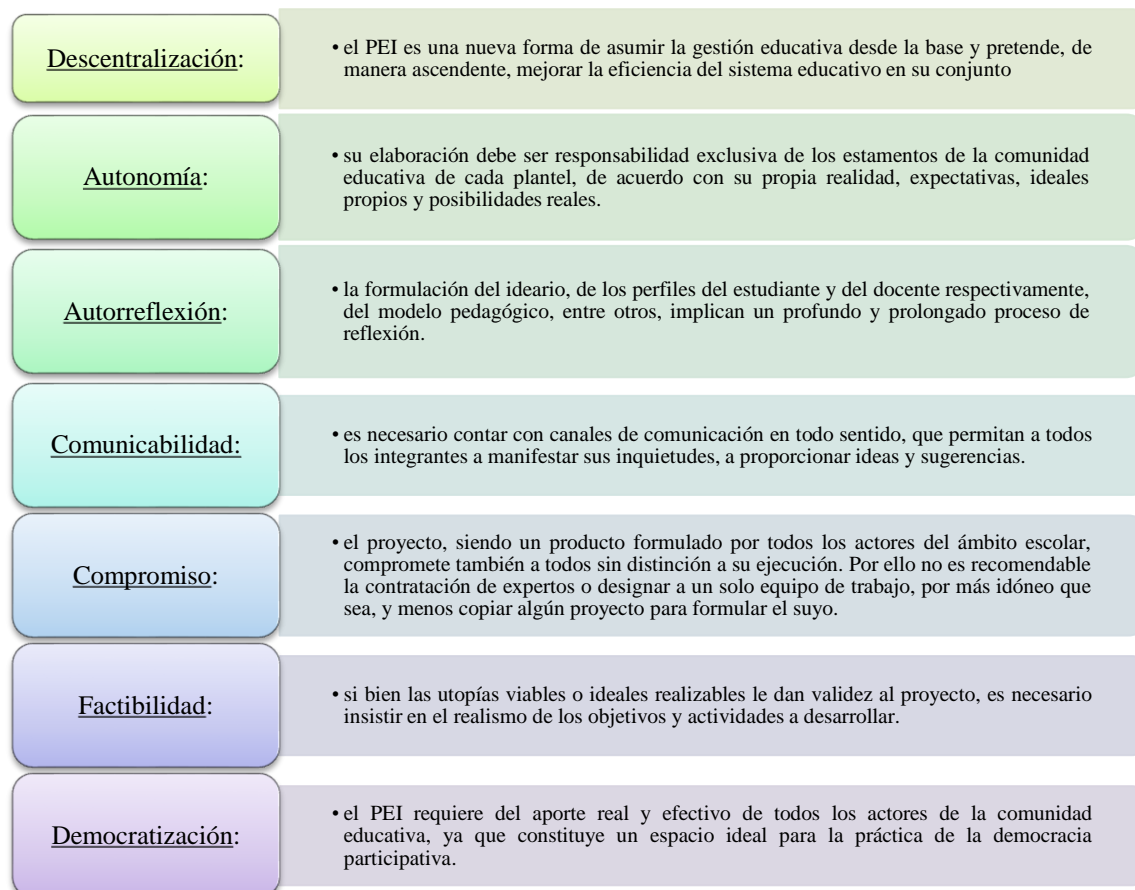 Descentralización:
• el PEI es una nueva forma de asumir la gestión educativa desde la base y pretende, de
manera ascendente, mejorar la eficiencia del sistema educativo en su conjunto
Autonomía:
• su elaboración debe ser responsabilidad exclusiva de los estamentos de la comunidad
educativa de cada plantel, de acuerdo con su propia realidad, expectativas, ideales
propios y posibilidades reales.
Autorreflexión:
• la formulación del ideario, de los perfiles del estudiante y del docente respectivamente,
del modelo pedagógico, entre otros, implican un profundo y prolongado proceso de
reflexión.
Comunicabilidad:
• es necesario contar con canales de comunicación en todo sentido, que permitan a todos
los integrantes a manifestar sus inquietudes, a proporcionar ideas y sugerencias.
Compromiso:
• el proyecto, siendo un producto formulado por todos los actores del ámbito escolar,
compromete también a todos sin distinción a su ejecución. Por ello no es recomendable
la contratación de expertos o designar a un solo equipo de trabajo, por más idóneo que
sea, y menos copiar algún proyecto para formular el suyo.
Factibilidad:
• si bien las utopías viables o ideales realizables le dan validez al proyecto, es necesario
insistir en el realismo de los objetivos y actividades a desarrollar.
Democratización:
• el PEI requiere del aporte real y efectivo de todos los actores de la comunidad
educativa, ya que constituye un espacio ideal para la práctica de la democracia
participativa.